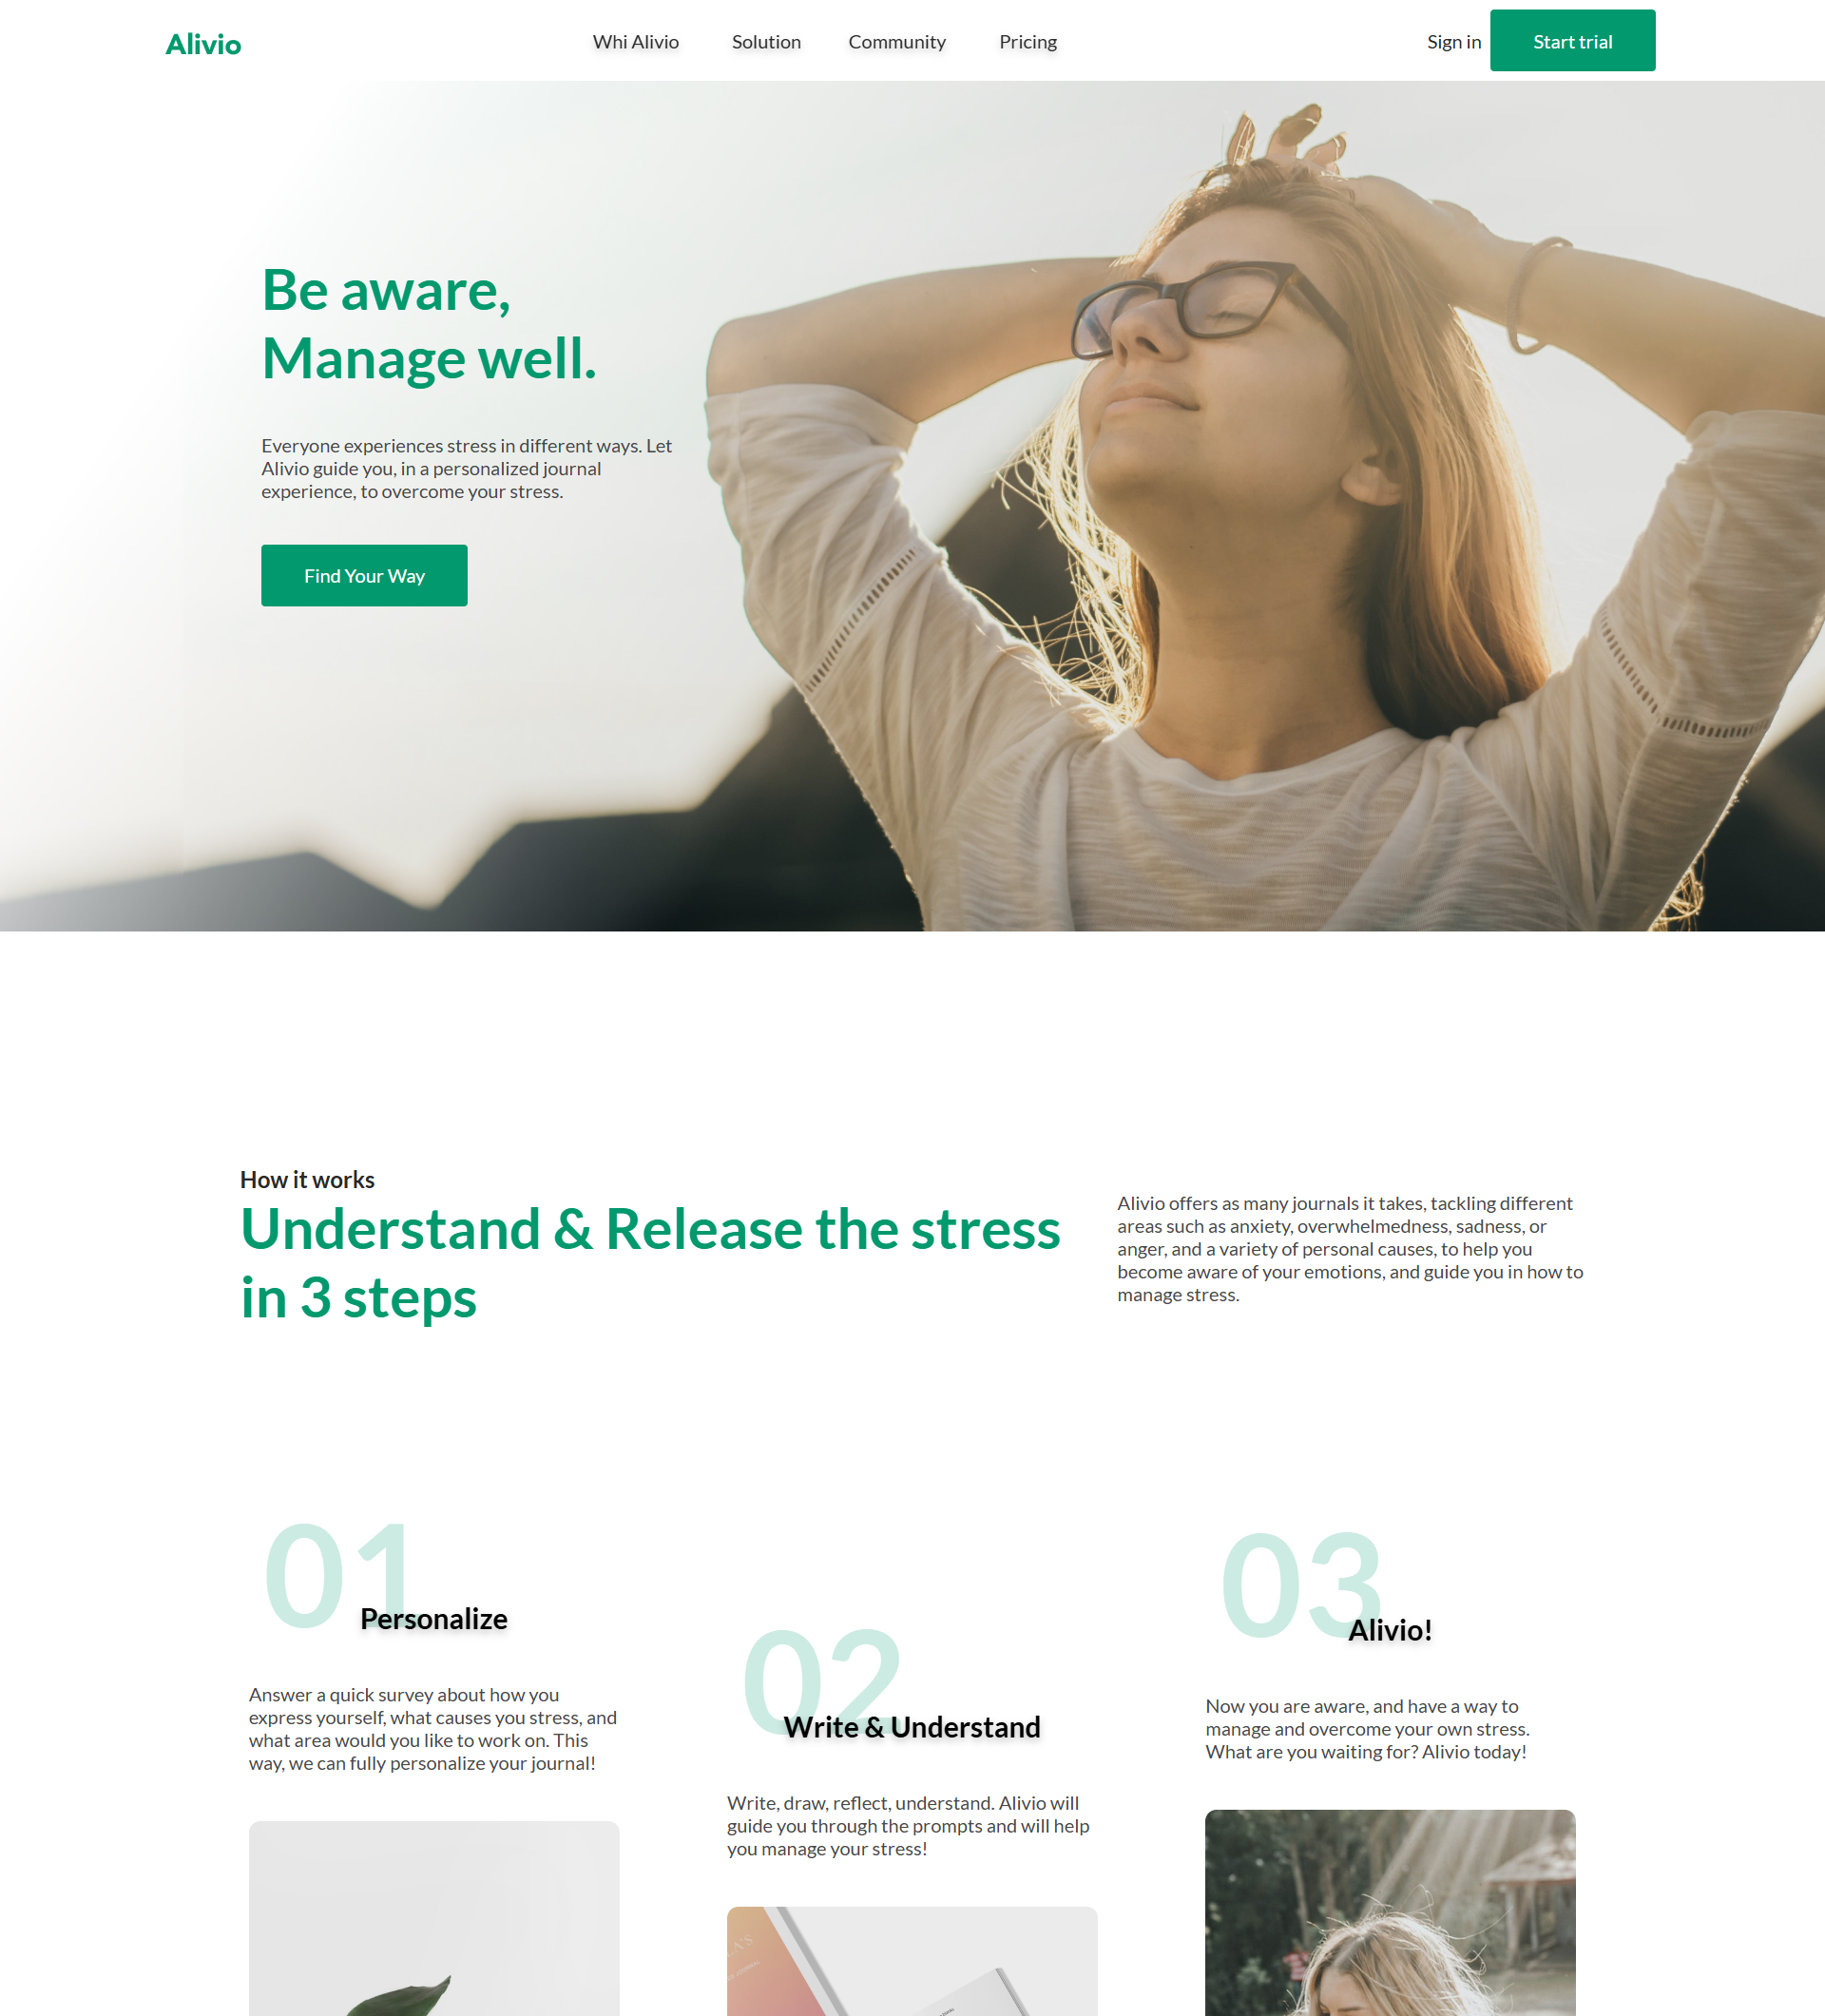 Alivio
Whi Alivio
Solution
Community
Pricing
Sign in
Start trial
Be aware,
Manage well.
Everyone experiences stress in different ways. Let
Alivio guide you, in a personalized journal
experience, to overcome your stress.
Find Your Way
How it works
Understand & Release the stress
in 3 steps
Alivio offers as many journals it takes, tackling different
areas such as anxiety, overwhelmedness, sadness, or
anger, and a variety of personal causes, to help you
become aware of your emotions, and guide you in how to
manage stress.
01
Personalize
Answer a quick survey about how you
express yourself, what causes you stress, and
what area would you like to work on. This
way, we can fully personalize your journal!
02
Write & Understand
Write, draw, reflect, understand. Alivio will
guide you through the prompts and will help
you manage your stress!
03
Alivio!
Now you are aware, and have a way to
manage and overcome your own stress.
What are you waiting for? Alivio today!